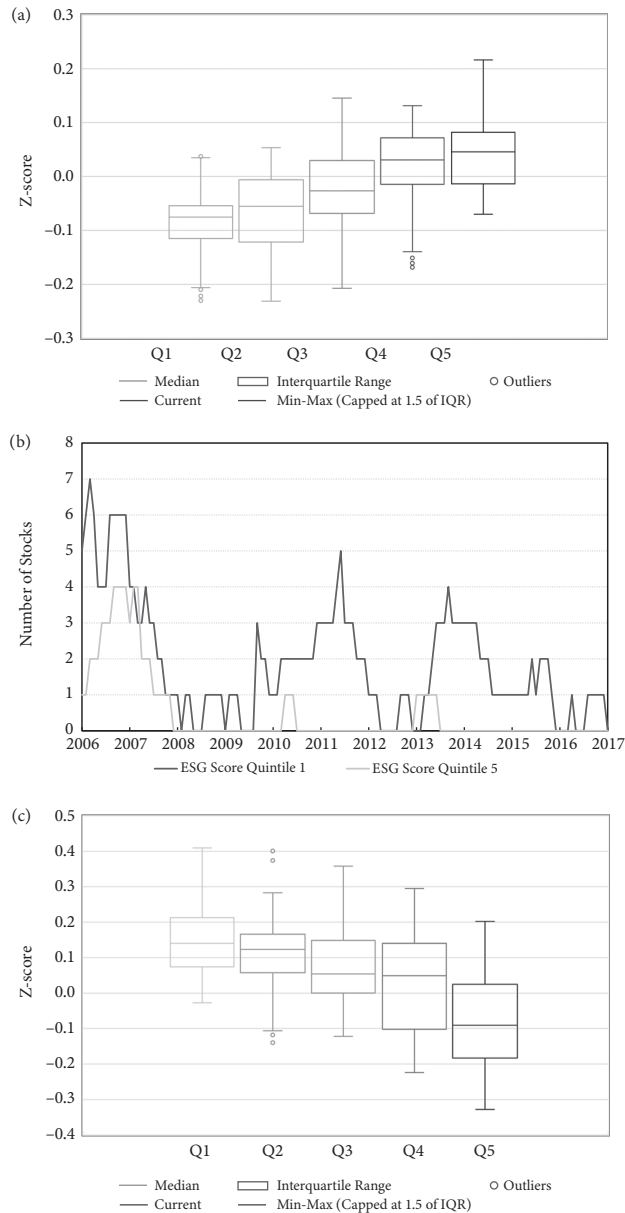 (a)
0.3
0.2
0.1
0.0
–0.1
–0.2
–0.3
Z-score
Q1 Q2 Q3 Q4 Q5
Median Interquartile Range Outliers
Current Min-Max (Capped at 1.5 of IQR)
(b)
8
7
6
5
4
3
2
1
0
Number of Stocks
2006 2007 2008 2009 2010 2011 2012 2013 2014 2015 2016 2017
ESG Score Quintile 1 ESG Score Quintile 5
(c)
0.5
0.4
0.3
0.2
0.1
0.0
–0.1
–0.2
–0.3
–0.4
Z-score
Q1 Q2 Q3 Q4 Q5
Median Interquartile Range Outliers
Current Min-Max (Capped at 1.5 of IQR)